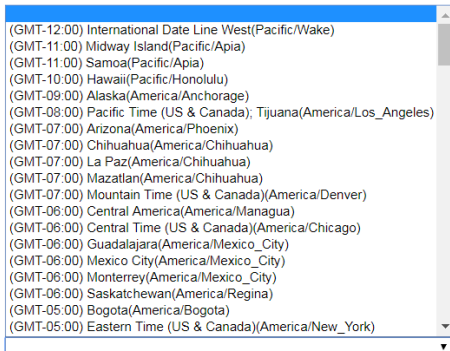 (GMT-12:00) International Date Line West(Pacific/Wake)
(GMT-11:00) Midway Island(Pacific/Apia)
(GMT-11:00) Samoa(Pacific/Apia)
(GMT-10:00) Hawaii(Pacific/Honolulu)
(GMT-09:00) Alaska(America/Anchorage)
(GMT-08:00) Pacific Time (US & Canada); Tijuana(America/Los_Angeles)
(GMT-07:00) Arizona(America/Phoenix)
(GMT-07:00) Chihuahua(America/Chihuahua)
(GMT-07:00) La Paz(America/Chihuahua)
(GMT-07:00) Mazatlan(America/Chihuahua)
(GMT-07:00) Mountain Time (US & Canada)(America/Denver)
(GMT-06:00) Central America(America/Managua)
(GMT-06:00) Central Time (US & Canada)(America/Chicago)
(GMT-06:00) Guadalajara(America/Mexico_City)
(GMT-06:00) Mexico City(America/Mexico_City)
(GMT-06:00) Monterrey(America/Mexico_City)
(GMT-06:00) Saskatchewan(America/Regina)
(GMT-05:00) Bogota(America/Bogota)
(GMT-05:00) Eastern Time (US & Canada)(America/New_York)